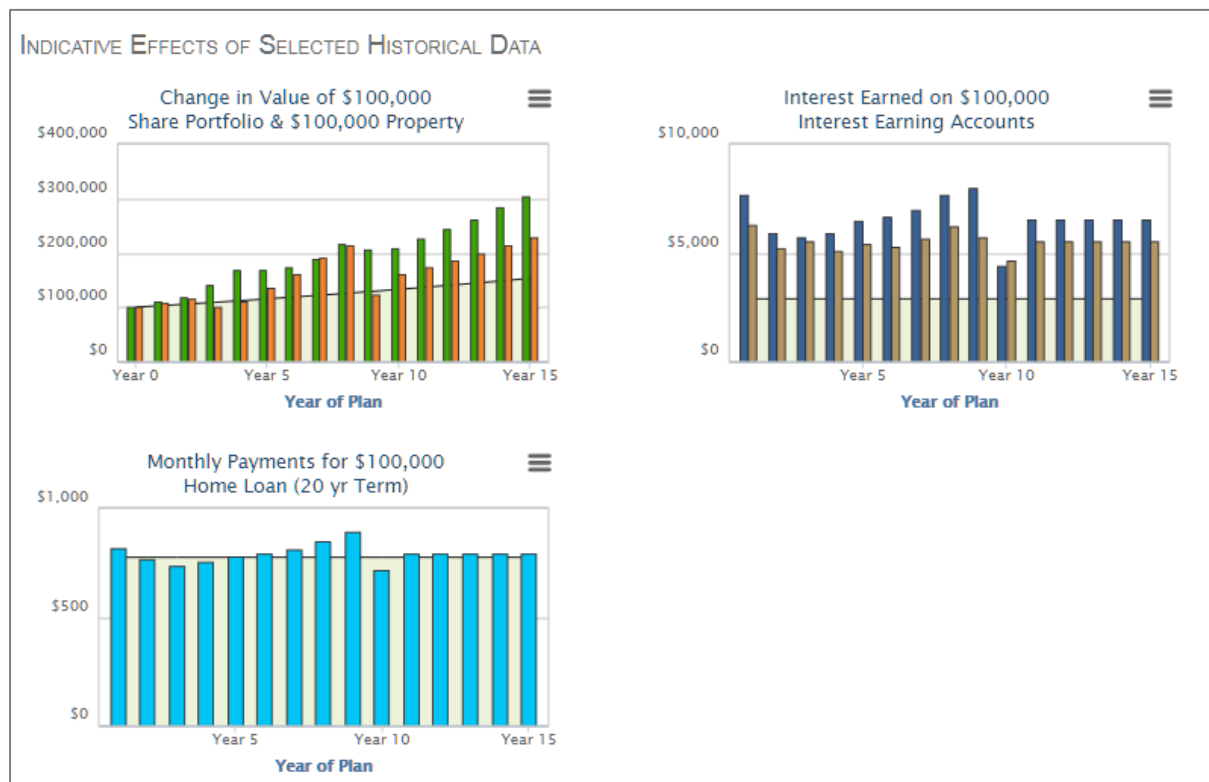 INDICATIVE EFFECTS OF SELECTED HISTORICAL DATA
Change in Value of $100,000
Share Portfolio & $100,000 Property
$400,000
$300,000
$200,000
$100,000
$0
Year 0
Year 5
Year 10
Year 15
Year of Plan
Interest Earned on $100,000
Interest Earning Accounts
$10,000
$5,000
$0
Year 5
Year 10
Year 15
Year of Plan
Monthly Payments for $100,000
Home Loan (20 yr Term)
$1,000
$500
$0
Year 5
Year 10
Year 15
Year of Plan